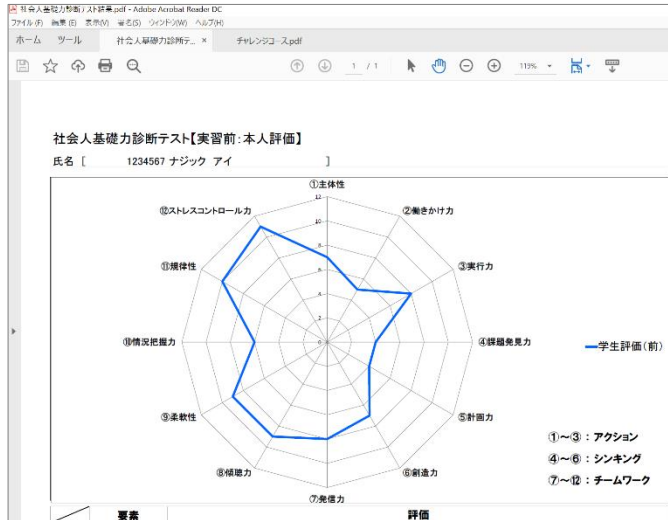 社会人基礎力診断テスト結果.pdf - Adobe Acrobat Reader DC
ファイル(F) 編集(E) 表示(V) 署名(S) ウィンドウ(W) ヘルプ(H)
ホーム ツール 社会人基礎力診断テ... × チャレンジコース.pdf
1 / 1 119%
社会人基礎力診断テスト【実習前:本人評価】
氏名 [ 1234567 ナジック アイ ]
①主体性
②働きかけ力
③実行力
④課題発見力
⑤計画力
⑥創造力
⑦発信力
⑧傾聴力
⑨柔軟性
⑩情況把握力
⑪規律性
⑫ストレスコントロール力
12
10
8
6
4
2
0
学生評価(前)
①～③:アクション
④～⑥:シンキング
⑦～⑫:チームワーク
要素 評価